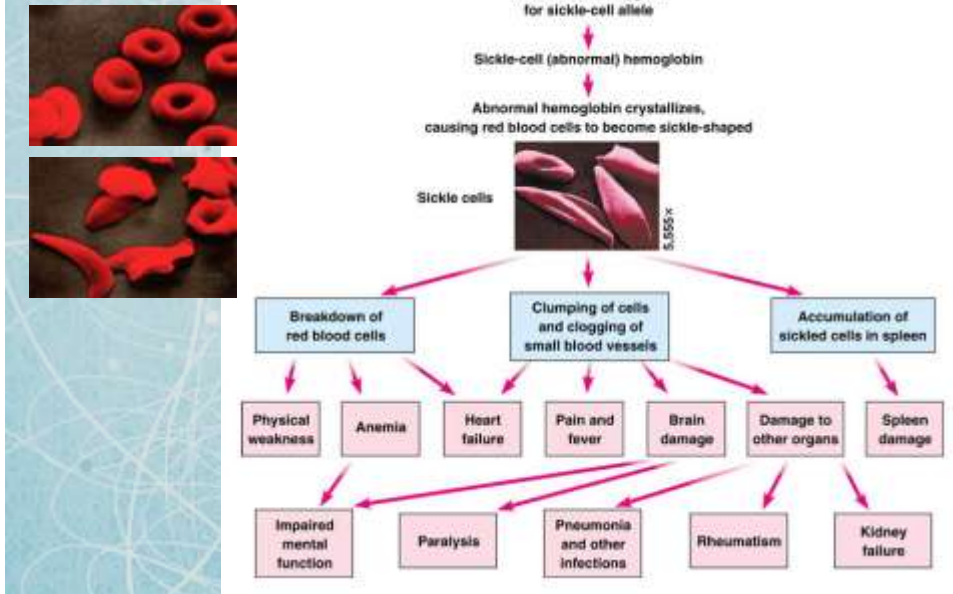 for sickle-cell allele
Sickle-cell (abnormal) hemoglobin
Abnormal hemoglobin crystallizes,
causing red blood cells to become sickle-shaped
Sickle cells
5,555×
Breakdown of
red blood cells
Clumping of cells
and clogging of
small blood vessels
Accumulation of
sickled cells in spleen
Physical
weakness
Anemia
Heart
failure
Pain and
fever
Brain
damage
Damage to
other organs
Spleen
damage
Impaired
mental
function
Paralysis
Pneumonia
and other
infections
Rheumatism
Kidney
failure